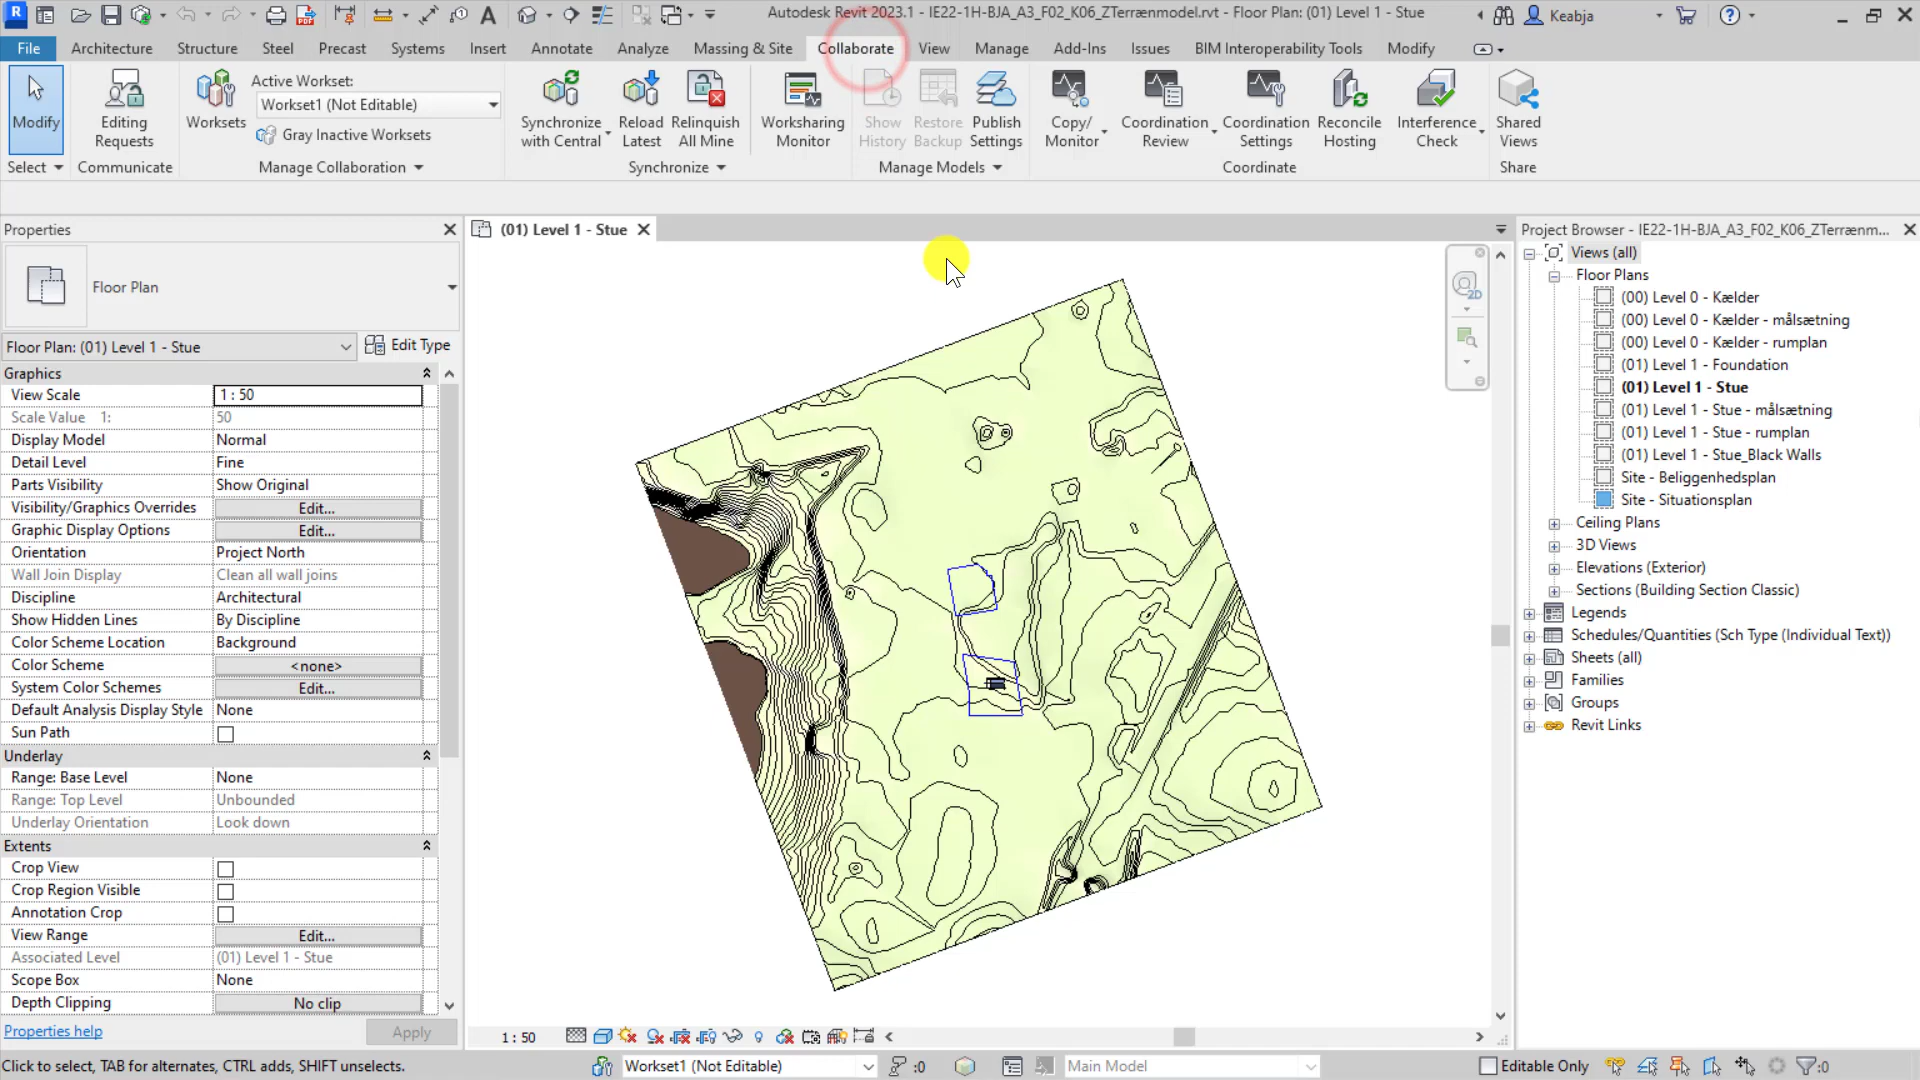 Autodesk Revit 2023.1 - IE22-1H-BJA_A3_F02_K06_ZTerrænmodel.rvt - Floor Plan: (01) Level 1 - Stue
Keabja
File Architecture Structure Steel Precast Systems Insert Annotate Analyze Massing & Site Collaborate View Manage Add-Ins Issues BIM Interoperability Tools Modify
Modify
Editing Requests
Worksets
Active Workset:
Workset1 (Not Editable)
Gray Inactive Worksets
Synchronize with Central
Reload Latest
Relinquish All Mine
Worksharing Monitor
Show History
Restore Backup
Publish Settings
Copy/ Monitor
Coordination Review
Coordination Settings
Reconcile Hosting
Interference Check
Shared Views
Select Communicate Manage Collaboration Synchronize Manage Models Coordinate Share
Properties
Floor Plan
Floor Plan: (01) Level 1 - Stue
Edit Type
Graphics
View Scale 1 : 50
Scale Value 1: 50
Display Model Normal
Detail Level Fine
Parts Visibility Show Original
Visibility/Graphics Overrides Edit...
Graphic Display Options Edit...
Orientation Project North
Wall Join Display Clean all wall joins
Discipline Architectural
Show Hidden Lines By Discipline
Color Scheme Location Background
Color Scheme <none>
System Color Schemes Edit...
Default Analysis Display Style None
Sun Path
Underlay
Range: Base Level None
Range: Top Level Unbounded
Underlay Orientation Look down
Extents
Crop View
Crop Region Visible
Annotation Crop
View Range Edit...
Associated Level (01) Level 1 - Stue
Scope Box None
Depth Clipping No clip
Properties help
Apply
(01) Level 1 - Stue
2D
1 : 50
Project Browser - IE22-1H-BJA_A3_F02_K06_ZTerrænm...
Views (all)
Floor Plans
(00) Level 0 - Kælder
(00) Level 0 - Kælder - målsætning
(00) Level 0 - Kælder - rumplan
(01) Level 1 - Foundation
(01) Level 1 - Stue
(01) Level 1 - Stue - målsætning
(01) Level 1 - Stue - rumplan
(01) Level 1 - Stue_Black Walls
Site - Beliggenhedsplan
Site - Situationsplan
Ceiling Plans
3D Views
Elevations (Exterior)
Sections (Building Section Classic)
Legends
Schedules/Quantities (Sch Type (Individual Text))
Sheets (all)
Families
Groups
Revit Links
Click to select, TAB for alternates, CTRL adds, SHIFT unselects.
Workset1 (Not Editable)
:0
Main Model
Editable Only
:0